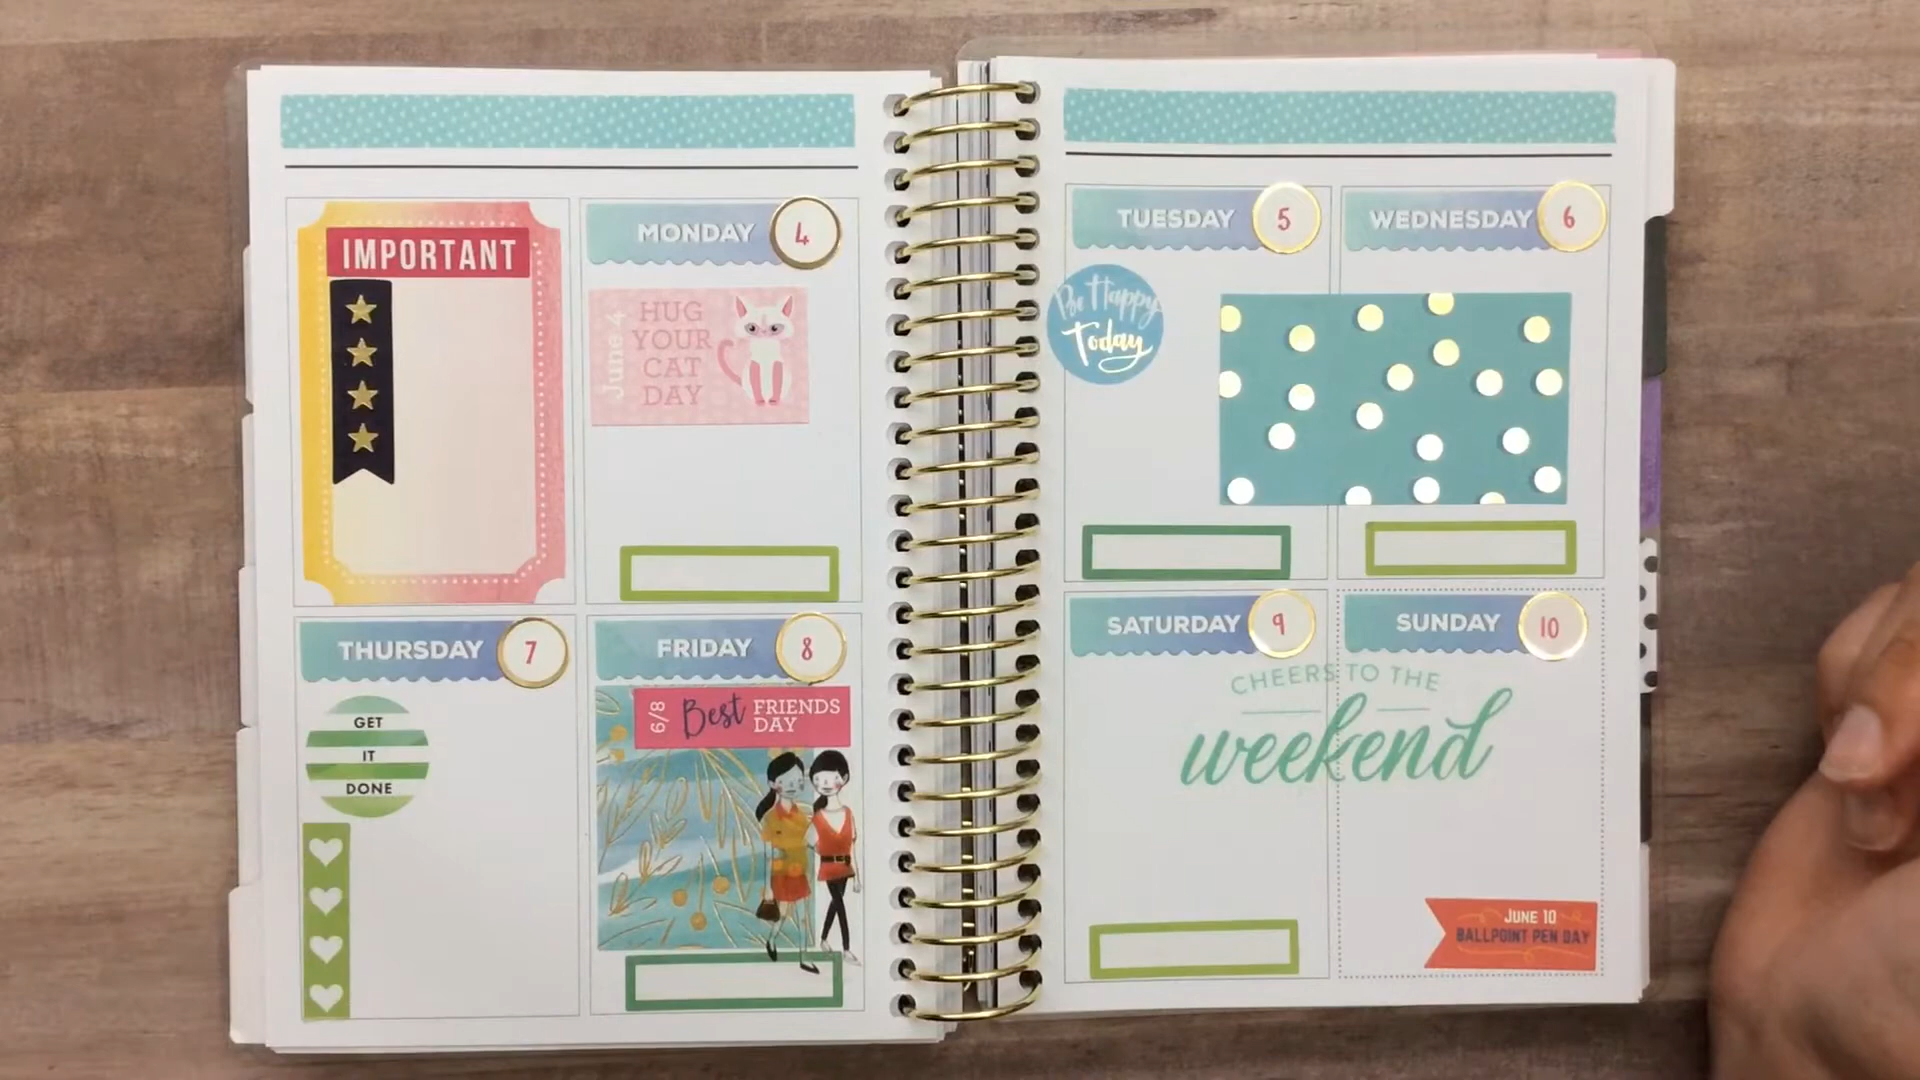 IMPORTANT
MONDAY
4
June 4
HUG
YOUR
CAT
DAY
THURSDAY
7
GET
IT
DONE
FRIDAY
8
6/8
Best FRIENDS
DAY
TUESDAY
5
Be Happy
Today
WEDNESDAY
6
SATURDAY
9
SUNDAY
10
CHEERS TO THE
weekend
JUNE 10
BALLPOINT PEN DAY